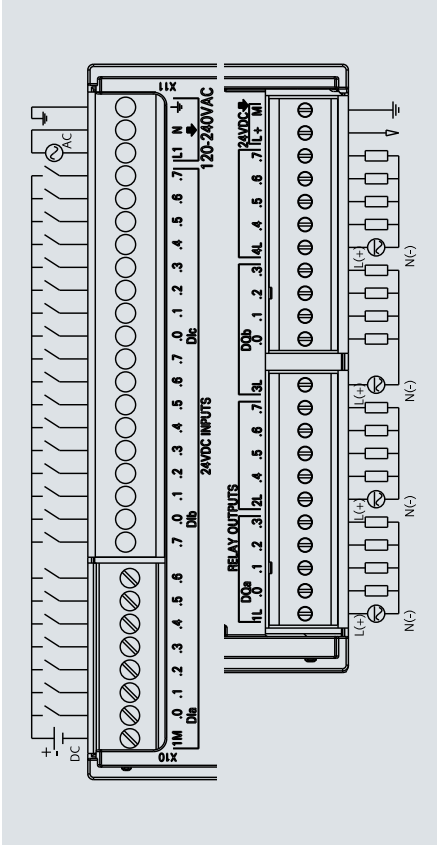 + -
DC AC
X10 X11
1M .0 .1 .2 .3 .4 .5 .6 .7 .0 .1 .2 .3 .4 .5 .6 .7 .0 .1 .2 .3 .4 .5 .6 .7 L1 N
DIa DIb DIc
24VDC INPUTS 120-240VAC
RELAY OUTPUTS 24VDC
DQa DQb
1L .0 .1 .2 .3 2L .4 .5 .6 .7 3L .0 .1 .2 .3 4L .4 .5 .6 .7 L+ M
L(+) L(+) L(+) L(+)
N(-) N(-) N(-) N(-)